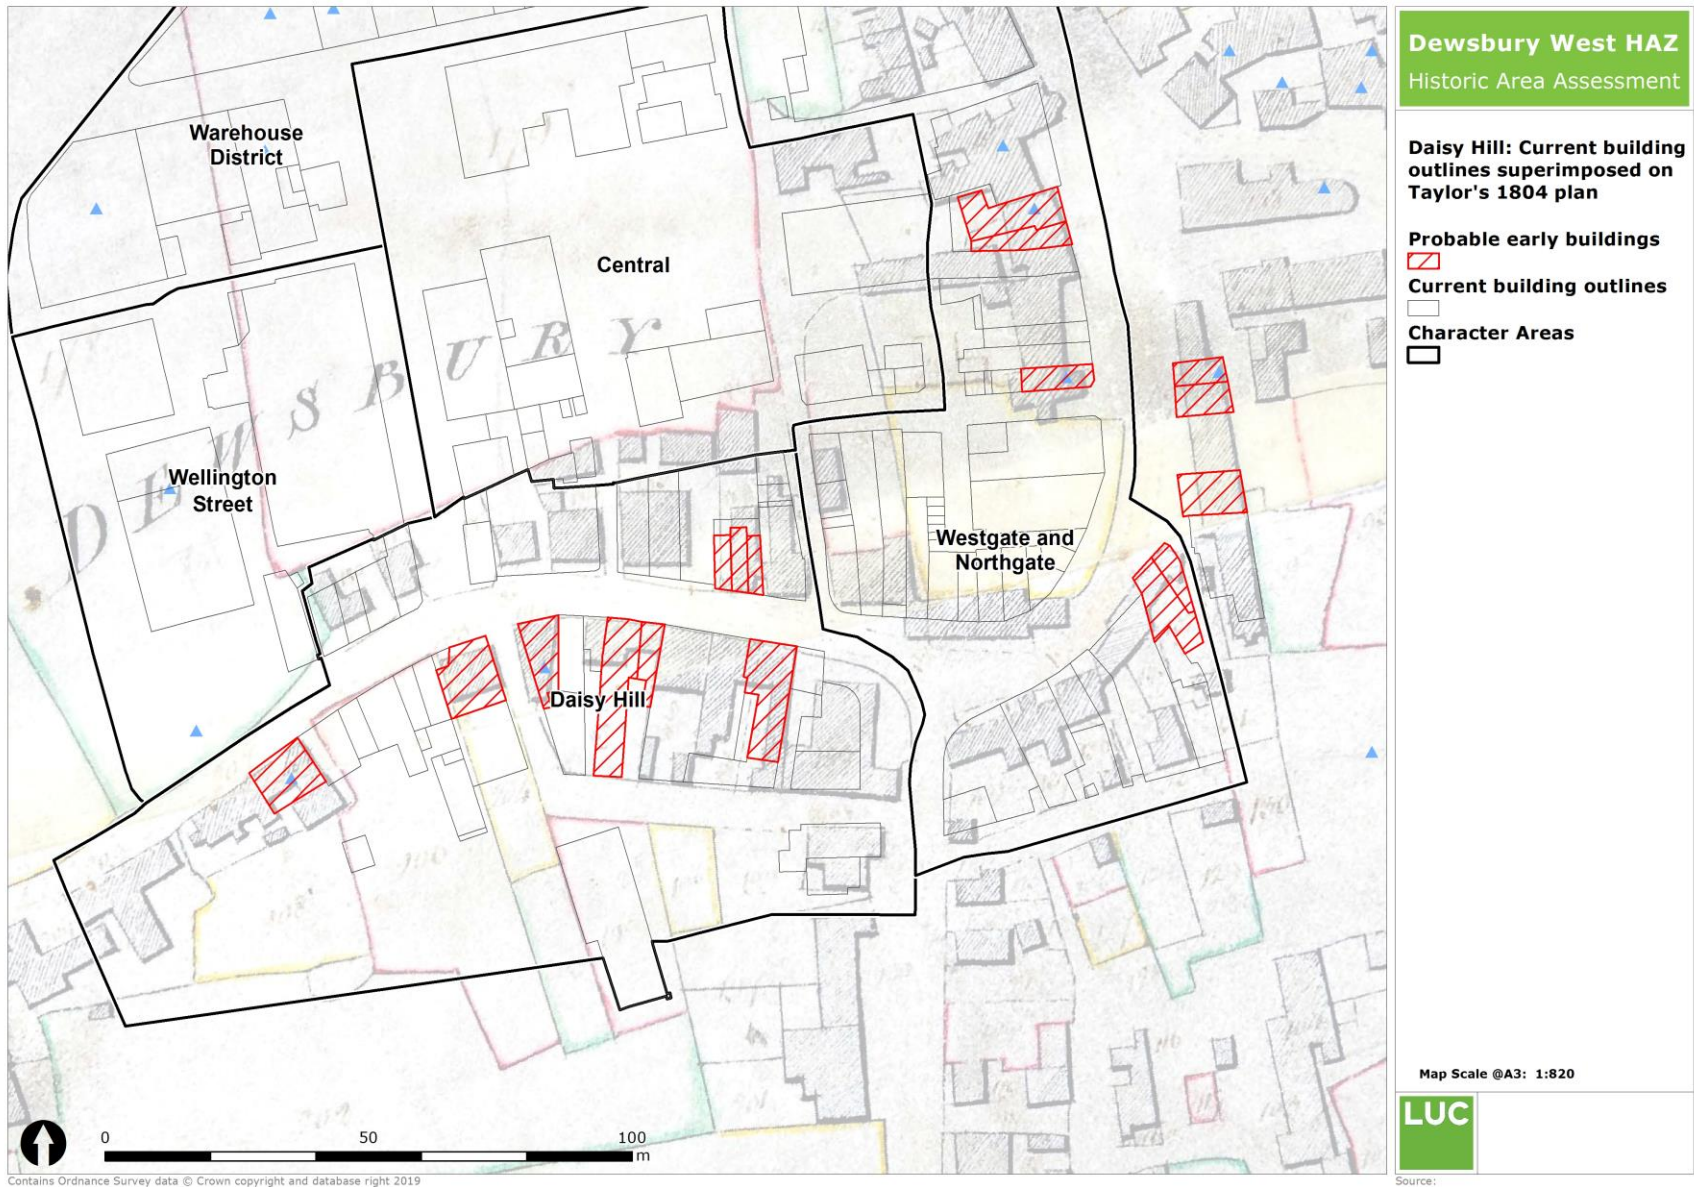 Dewsbury West HAZ
Historic Area Assessment
Daisy Hill: Current building
outlines superimposed on
Taylor's 1804 plan
Probable early buildings
Current building outlines
Character Areas
Warehouse
District
Central
DEWSBURY
Wellington
Street
Westgate and
Northgate
Daisy Hill
0 50 100
m
Map Scale @A3: 1:820
LUC
Contains Ordnance Survey data © Crown copyright and database right 2019
Source: